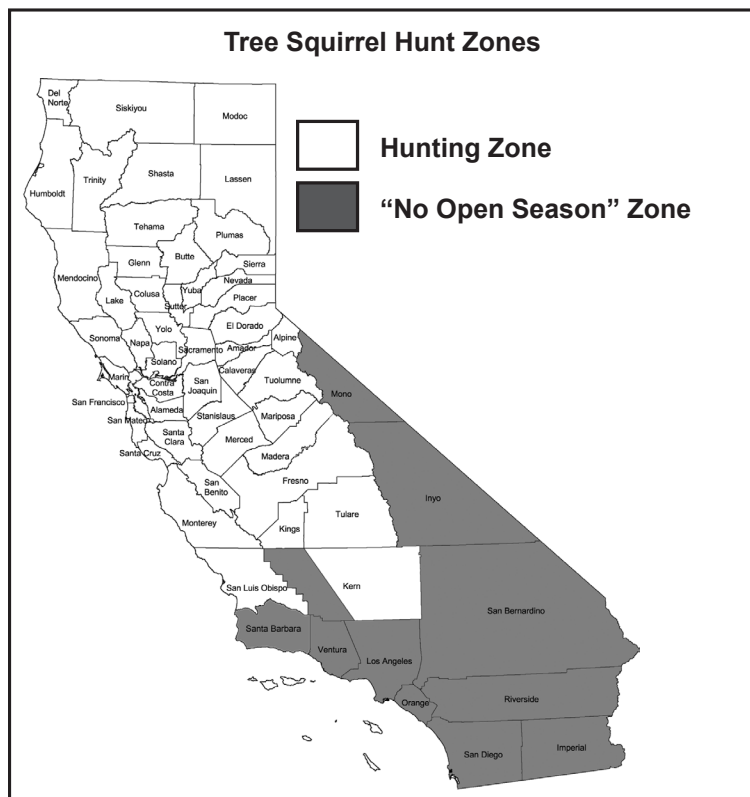 Tree Squirrel Hunt Zones
Del
Norte
Siskiyou
Modoc
Hunting Zone
“No Open Season” Zone
Humboldt
Trinity
Shasta
Lassen
Tehama
Plumas
Mendocino
Glenn
Butte
Sierra
Lake
Colusa
Sutter
Yuba
Nevada
Placer
Sonoma
Napa
Yolo
El Dorado
Solano
Sacramento
Amador
Alpine
Marin
Contra
Costa
San
Joaquin
Calaveras
Tuolumne
Mono
San Francisco
Alameda
San Mateo
Stanislaus
Mariposa
Santa
Clara
Merced
Santa Cruz
Madera
San
Benito
Fresno
Inyo
Monterey
Kings
Tulare
San Luis Obispo
Kern
San Bernardino
Santa Barbara
Ventura
Los Angeles
Orange
Riverside
San Diego
Imperial